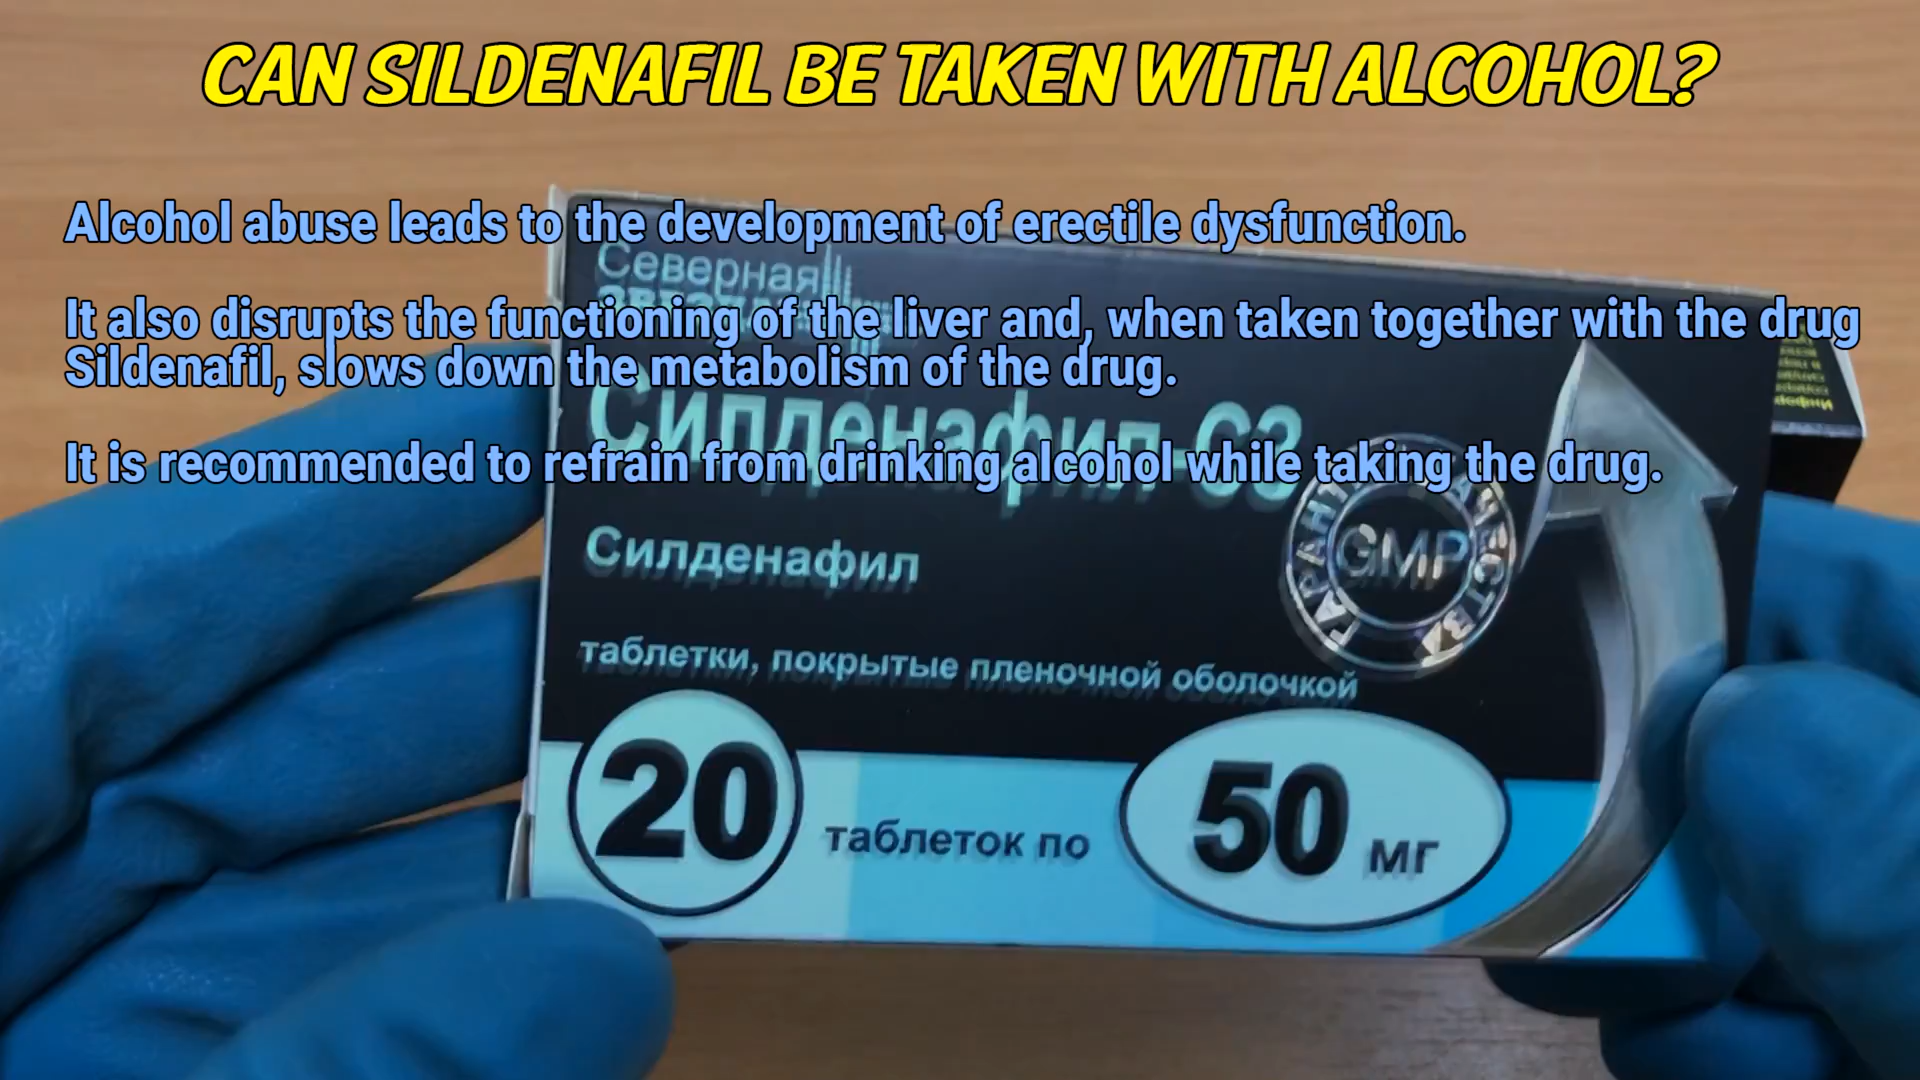 CAN SILDENAFIL BE TAKEN WITH ALCOHOL?
Alcohol abuse leads to the development of erectile dysfunction.
Северная
It also disrupts the functioning of the liver and, when taken together with the drug
Sildenafil, slows down the metabolism of the drug.
Силденафил-СЗ
It is recommended to refrain from drinking alcohol while taking the drug.
GMP
Силденафил
таблетки, покрытые пленочной оболочкой
20 таблеток по 50 мг